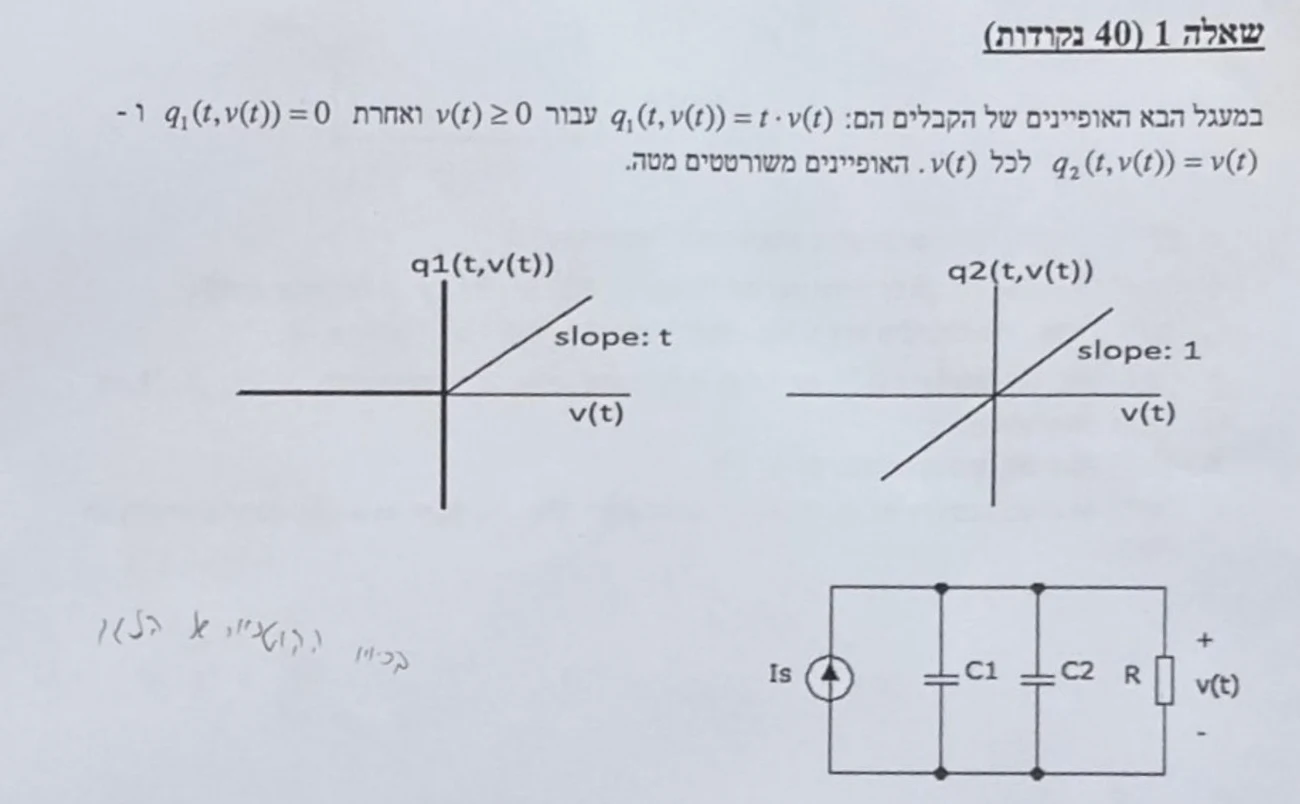 שאלה 1 (40 נקודות)
במעגל הבא האופיינים של הקבלים הם: q₁(t,v(t)) = t·v(t) עבור v(t) ≥ 0 ואחרת q₁(t,v(t)) = 0 ו -
q₂(t,v(t)) = v(t) לכל v(t). האופיינים משורטטים מטה.
q1(t,v(t))
q2(t,v(t))
slope: t
slope: 1
v(t)
v(t)
Is
C1
C2
R
+
v(t)
-